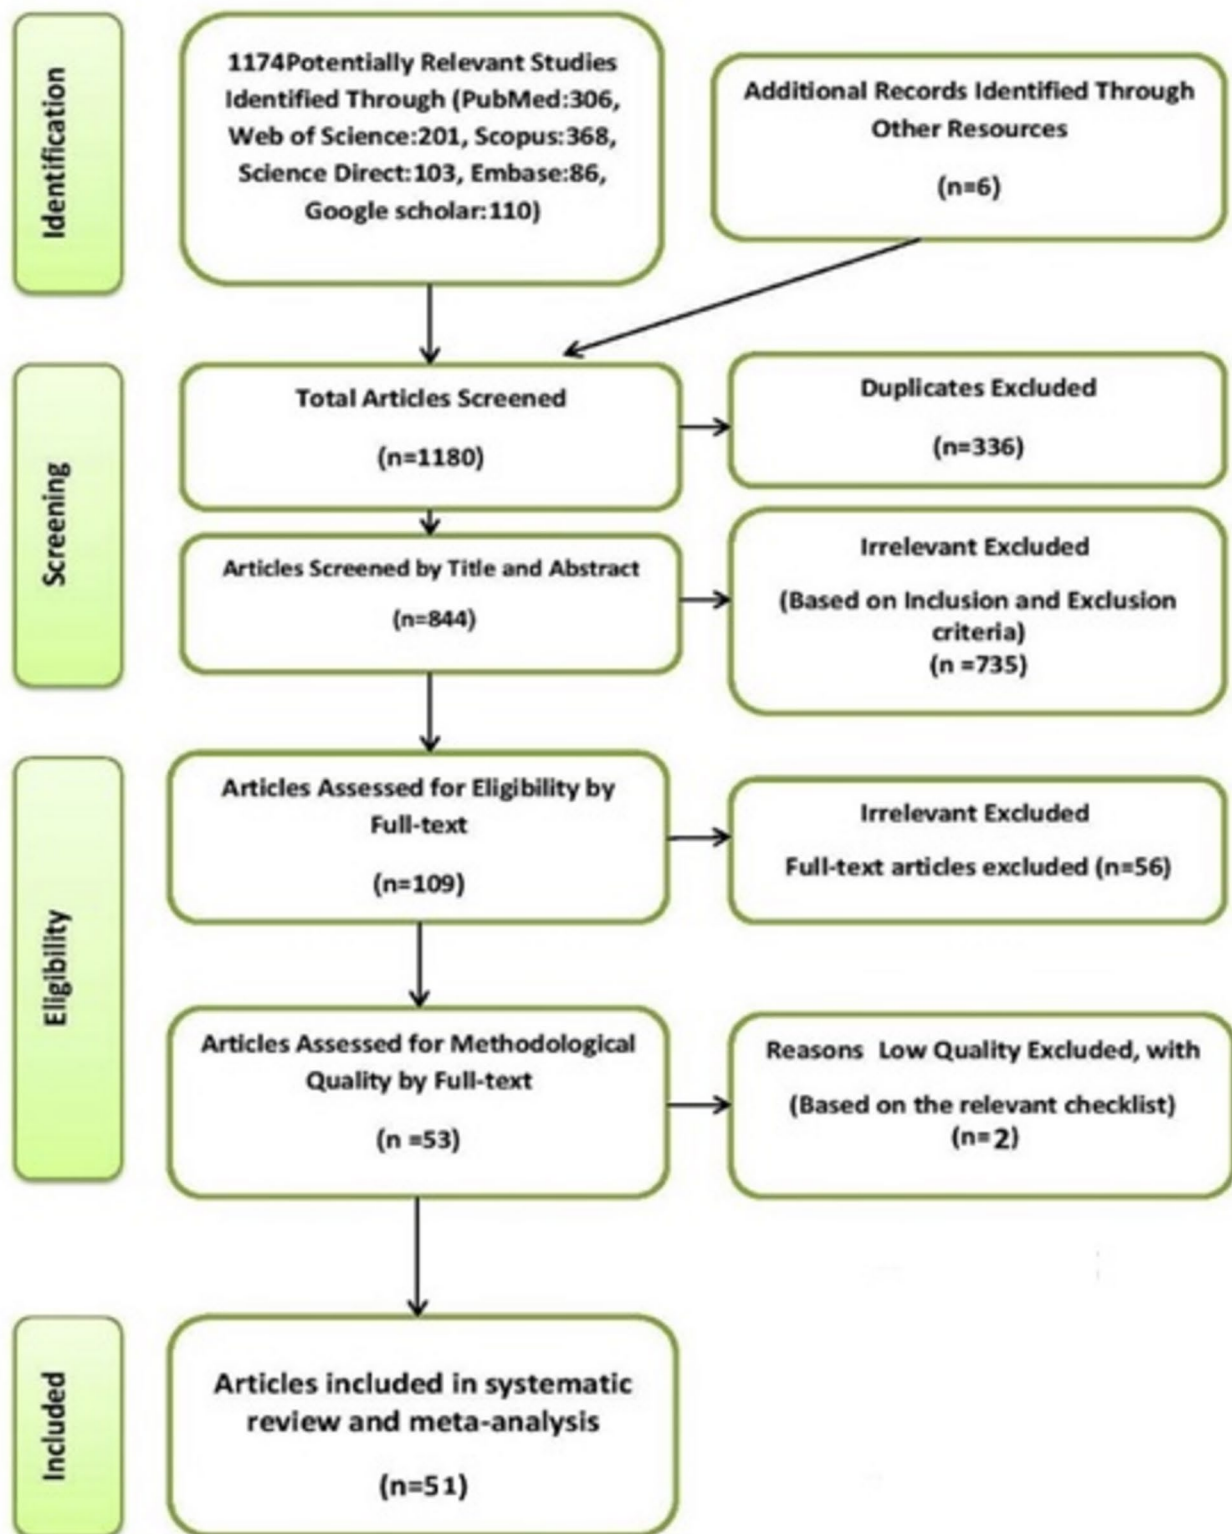 Identification
1174Potentially Relevant Studies
Identified Through (PubMed:306,
Web of Science:201, Scopus:368,
Science Direct:103, Embase:86,
Google scholar:110)
Additional Records Identified Through
Other Resources
(n=6)
Screening
Total Articles Screened
(n=1180)
Duplicates Excluded
(n=336)
Articles Screened by Title and Abstract
(n=844)
Irrelevant Excluded
(Based on Inclusion and Exclusion
criteria)
(n =735)
Eligibility
Articles Assessed for Eligibility by
Full-text
(n=109)
Irrelevant Excluded
Full-text articles excluded (n=56)
Articles Assessed for Methodological
Quality by Full-text
(n =53)
Reasons Low Quality Excluded, with
(Based on the relevant checklist)
(n=2)
Included
Articles included in systematic
review and meta-analysis
(n=51)